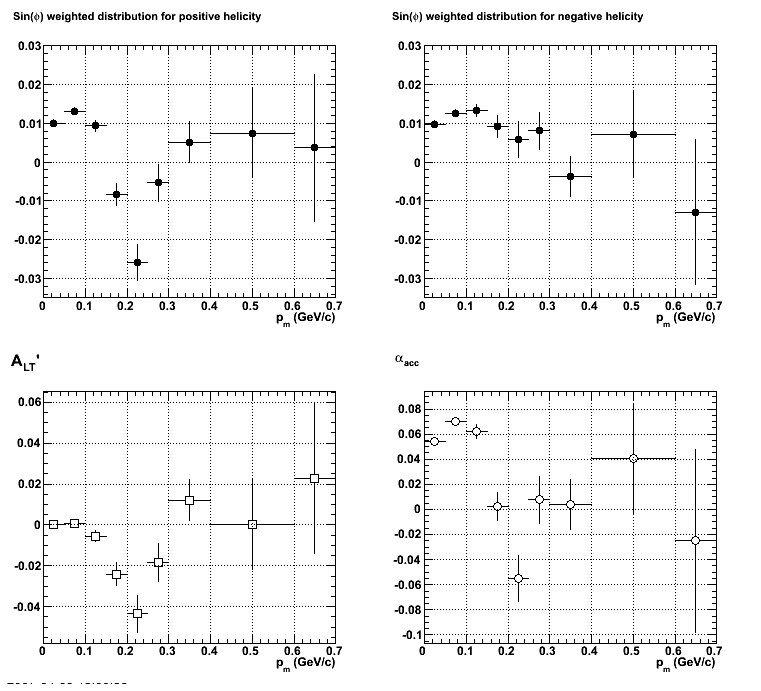 Sin(ϕ) weighted distribution for positive helicity
0.03
0.02
0.01
0
-0.01
-0.02
-0.03
0 0.1 0.2 0.3 0.4 0.5 0.6 0.7
pm (GeV/c)
Sin(ϕ) weighted distribution for negative helicity
0.03
0.02
0.01
0
-0.01
-0.02
-0.03
0 0.1 0.2 0.3 0.4 0.5 0.6 0.7
pm (GeV/c)
ALT'
0.06
0.04
0.02
0
-0.02
-0.04
0 0.1 0.2 0.3 0.4 0.5 0.6 0.7
pm (GeV/c)
αacc
0.08
0.06
0.04
0.02
0
-0.02
-0.04
-0.06
-0.08
-0.1
0 0.1 0.2 0.3 0.4 0.5 0.6 0.7
pm (GeV/c)